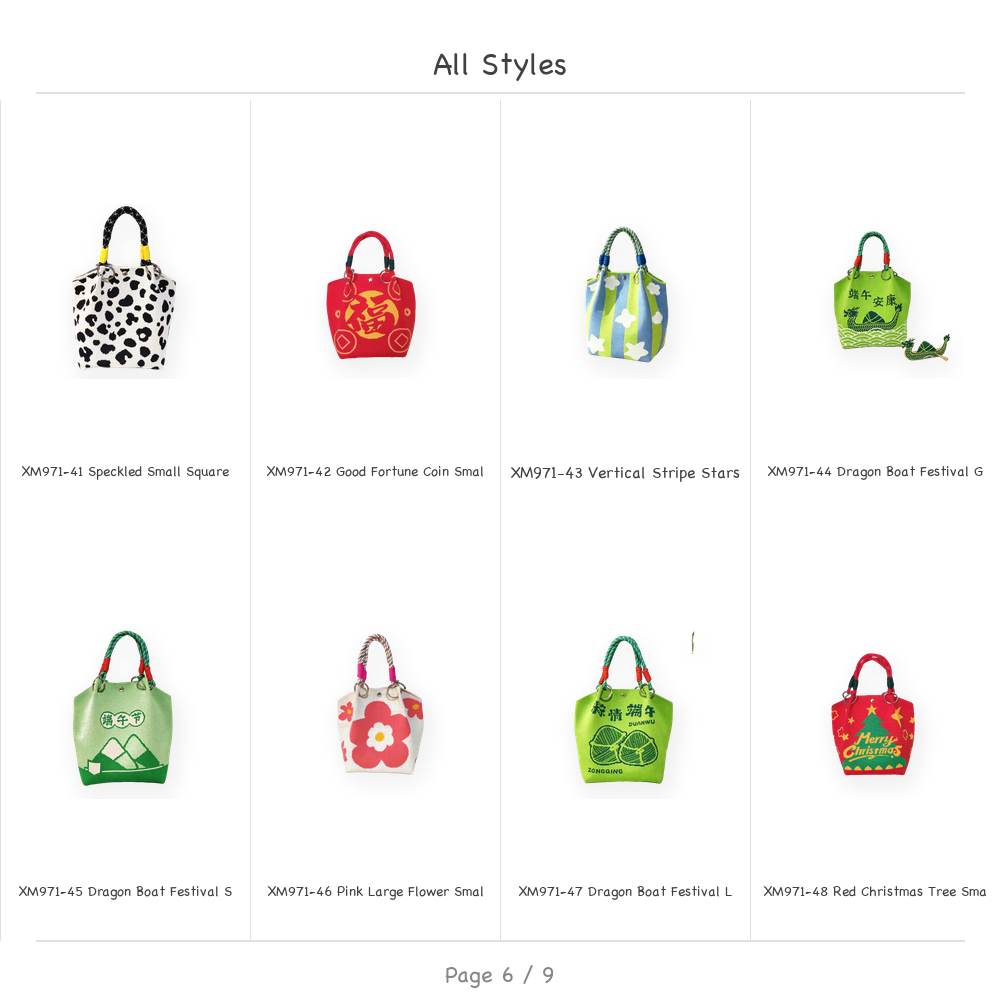 All Styles
福
端午安康
XM971-41 Speckled Small Square
XM971-42 Good Fortune Coin Smal
XM971-43 Vertical Stripe Stars
XM971-44 Dragon Boat Festival G
端午节
粽情端午
DUANWU
ZONGQING
Merry
Christmas
XM971-45 Dragon Boat Festival S
XM971-46 Pink Large Flower Smal
XM971-47 Dragon Boat Festival L
XM971-48 Red Christmas Tree Sma
Page 6 / 9